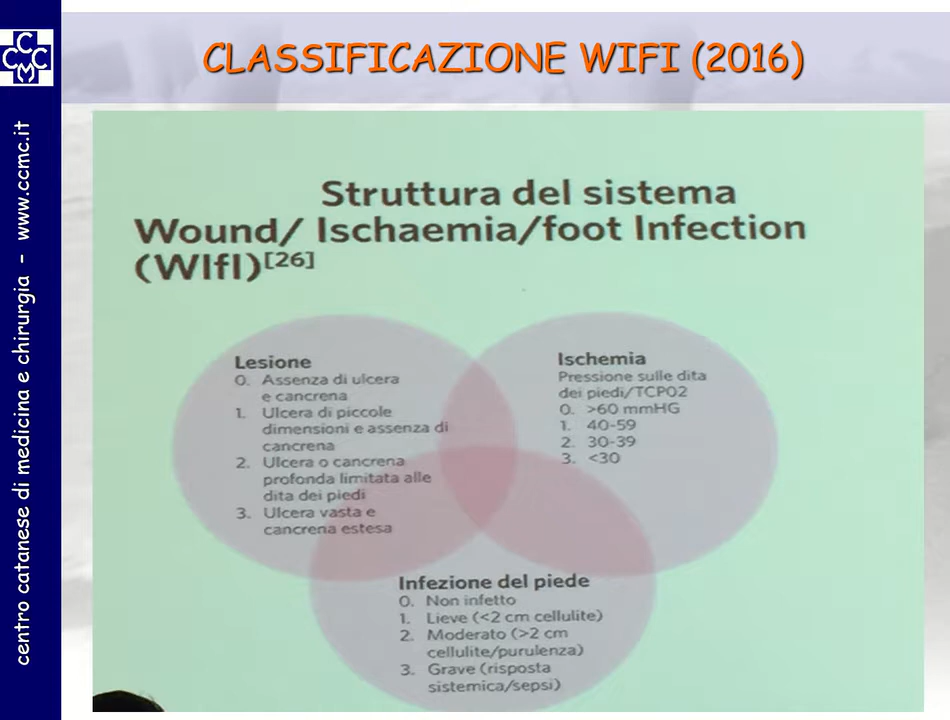 CLASSIFICAZIONE WIFI (2016)
C
C C
M
centro catanese di medicina e chirurgia - www.ccmc.it
Struttura del sistema
Wound/ Ischaemia/foot Infection
(WIfI)[26]
Lesione
0. Assenza di ulcera
e cancrena
1. Ulcera di piccole
dimensioni e assenza di
cancrena
2. Ulcera o cancrena
profonda limitata alle
dita dei piedi
3. Ulcera vasta e
cancrena estesa
Ischemia
Pressione sulle dita
dei piedi/TCPO2
0. >60 mmHG
1. 40-59
2. 30-39
3. <30
Infezione del piede
0. Non infetto
1. Lieve (<2 cm cellulite)
2. Moderato (>2 cm
cellulite/purulenza)
3. Grave (risposta
sistemica/sepsi)